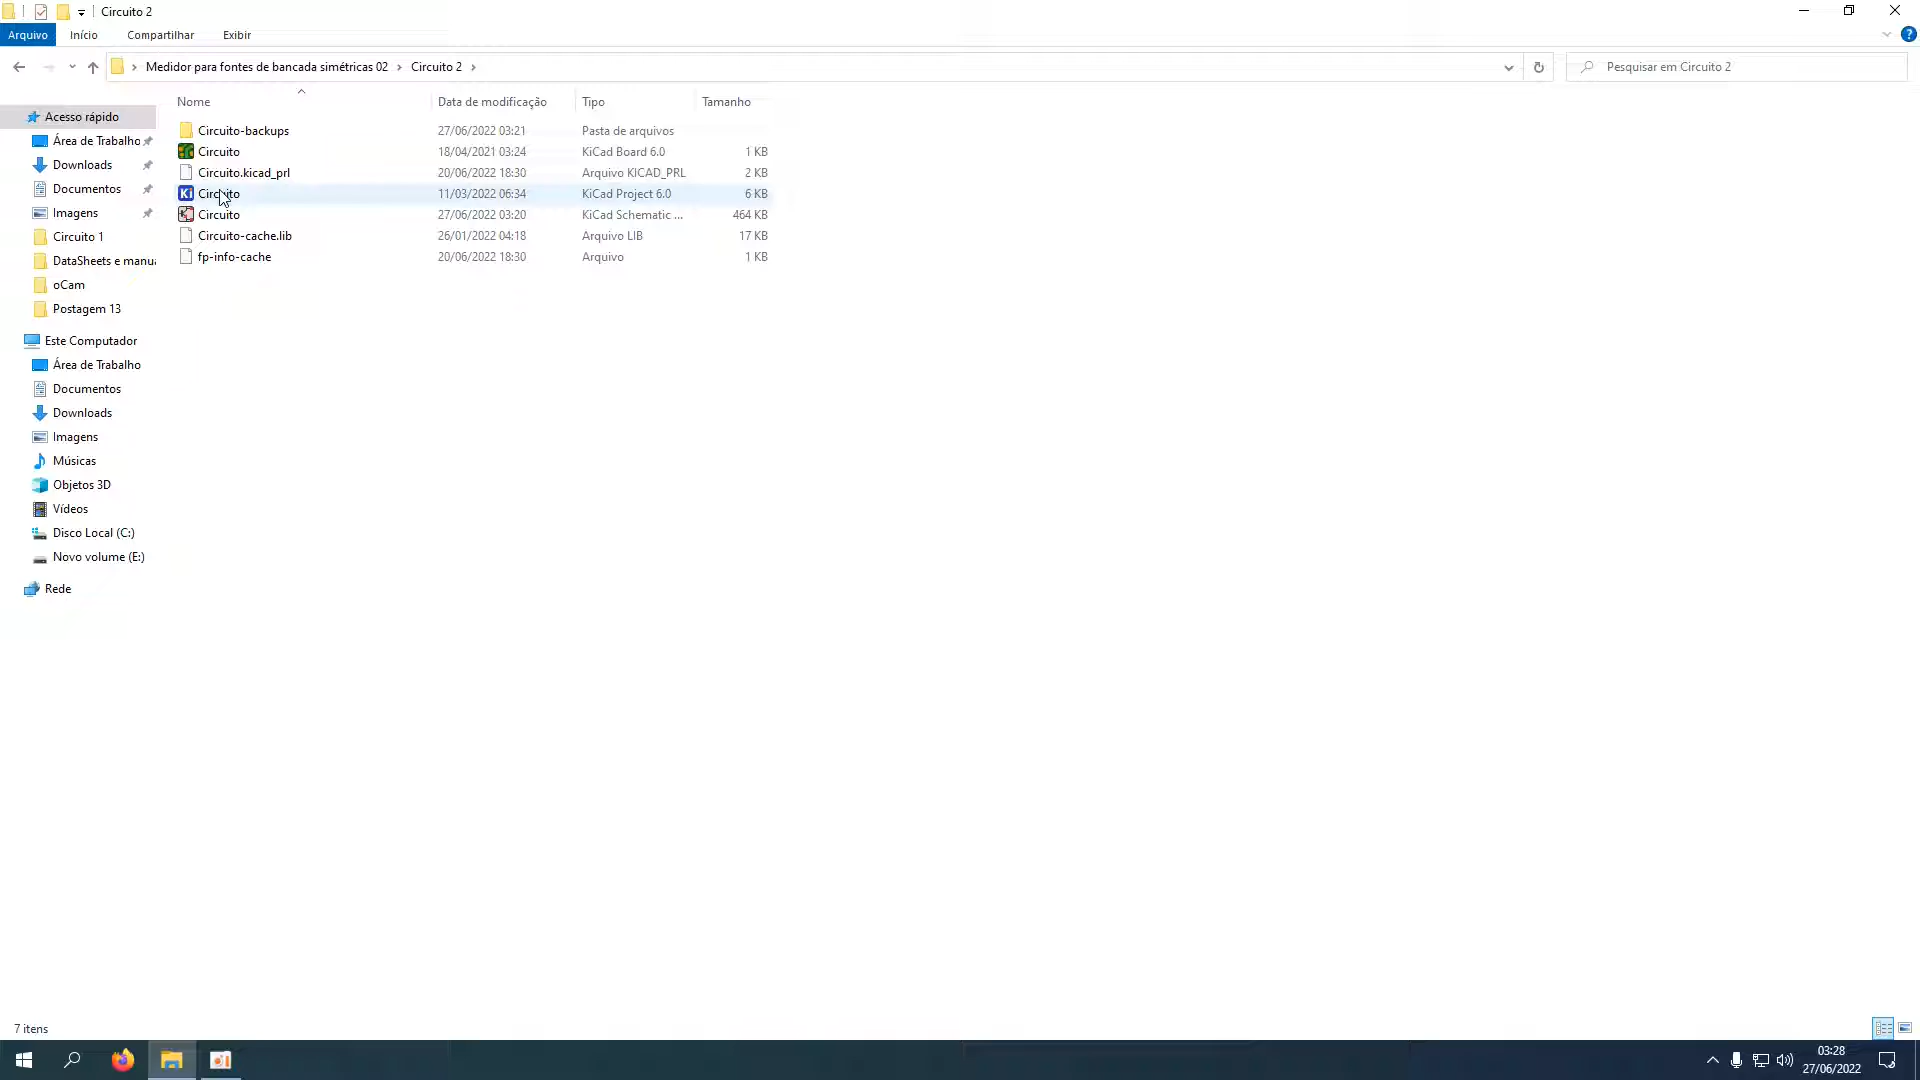 Circuito 2
Arquivo Início Compartilhar Exibir
Medidor para fontes de bancada simétricas 02 Circuito 2
Pesquisar em Circuito 2
Nome Data de modificação Tipo Tamanho
Circuito-backups 27/06/2022 03:21 Pasta de arquivos
Circuito 18/04/2021 03:24 KiCad Board 6.0 1 KB
Circuito.kicad_prl 20/06/2022 18:30 Arquivo KICAD_PRL 2 KB
Circuito 11/03/2022 06:34 KiCad Project 6.0 6 KB
Circuito 27/06/2022 03:20 KiCad Schematic ... 464 KB
Circuito-cache.lib 26/01/2022 04:18 Arquivo LIB 17 KB
fp-info-cache 20/06/2022 18:30 Arquivo 1 KB
Acesso rápido
Área de Trabalho
Downloads
Documentos
Imagens
Circuito 1
DataSheets e manua
oCam
Postagem 13
Este Computador
Área de Trabalho
Documentos
Downloads
Imagens
Músicas
Objetos 3D
Vídeos
Disco Local (C:)
Novo volume (E:)
Rede
7 itens
03:28
27/06/2022